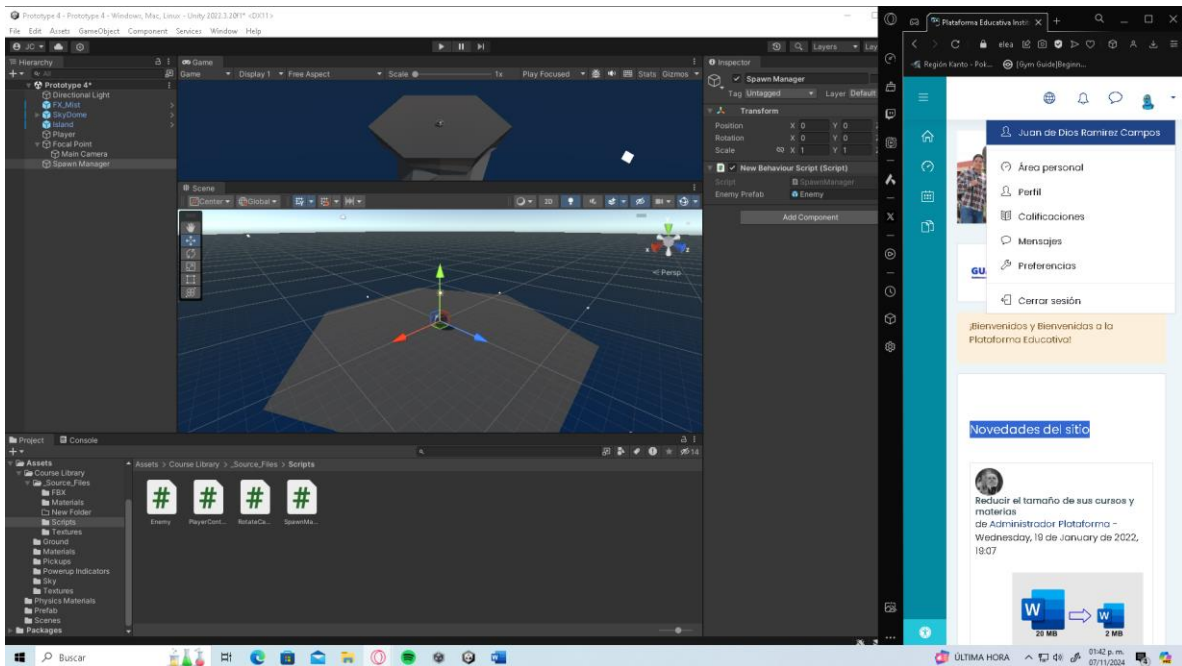 Prototype 4 - Prototype 4 - Windows, Mac, Linux - Unity 2022.3.20f1* <DX11>
File Edit Assets GameObject Component Services Window Help
JC
Layers
Lay
Hierarchy
All
Prototype 4*
Directional Light
FX_Mist
SkyDome
Island
Player
Focal Point
Main Camera
Spawn Manager
Game
Game Display 1 Free Aspect Scale 1x Play Focused Stats Gizmos
Scene
Center Global 2D
x z
< Persp
Inspector
Spawn Manager
Tag Untagged Layer Default
Transform
Position X 0 Y 0
Rotation X 0 Y 0
Scale X 1 Y 1
New Behaviour Script (Script)
Script SpawnManager
Enemy Prefab Enemy
Add Component
Project Console
14
Assets
Course Library
_Source_Files
FBX
Materials
New Folder
Scripts
Textures
Ground
Materials
Pickups
Powerup Indicators
Sky
Textures
Physics Materials
Prefab
Scenes
Packages
Assets > Course Library > _Source_Files > Scripts
Enemy PlayerCont... RotateCa... SpawnMa...
Plataforma Educativa Instit
elea
Región Kanto - Pok... [Gym Guide]Beginn...
Juan de Dios Ramirez Campos
Área personal
Perfil
Calificaciones
Mensajes
Preferencias
Cerrar sesión
GU
¡Bienvenidos y Bienvenidas a la
Plataforma Educativa!
Novedades del sitio
Reducir el tamaño de sus cursos y
materias
de Administrador Plataforma -
Wednesday, 19 de January de 2022,
19:07
W W
20 MB 2 MB
Buscar
ÚLTIMA HORA
01:42 p. m.
07/11/2024